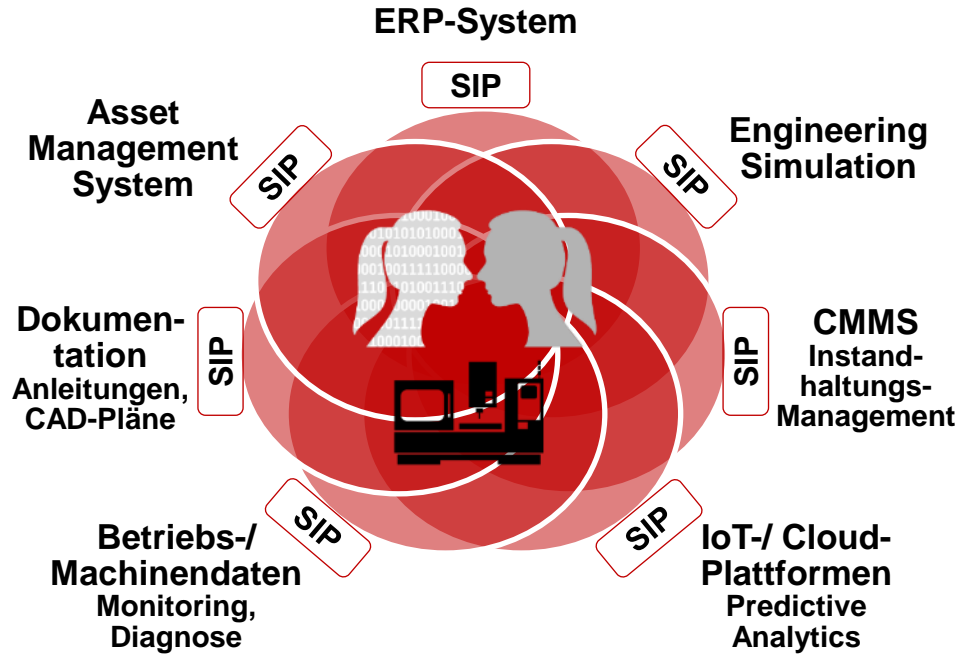 ERP-System
SIP
Asset
Management
System
SIP
Engineering
Simulation
SIP
Dokumen-
tation
Anleitungen,
CAD-Pläne
SIP
CMMS
Instand-
haltungs-
Management
SIP
Betriebs-/
Machinendaten
Monitoring,
Diagnose
SIP
IoT-/ Cloud-
Plattformen
Predictive
Analytics
SIP